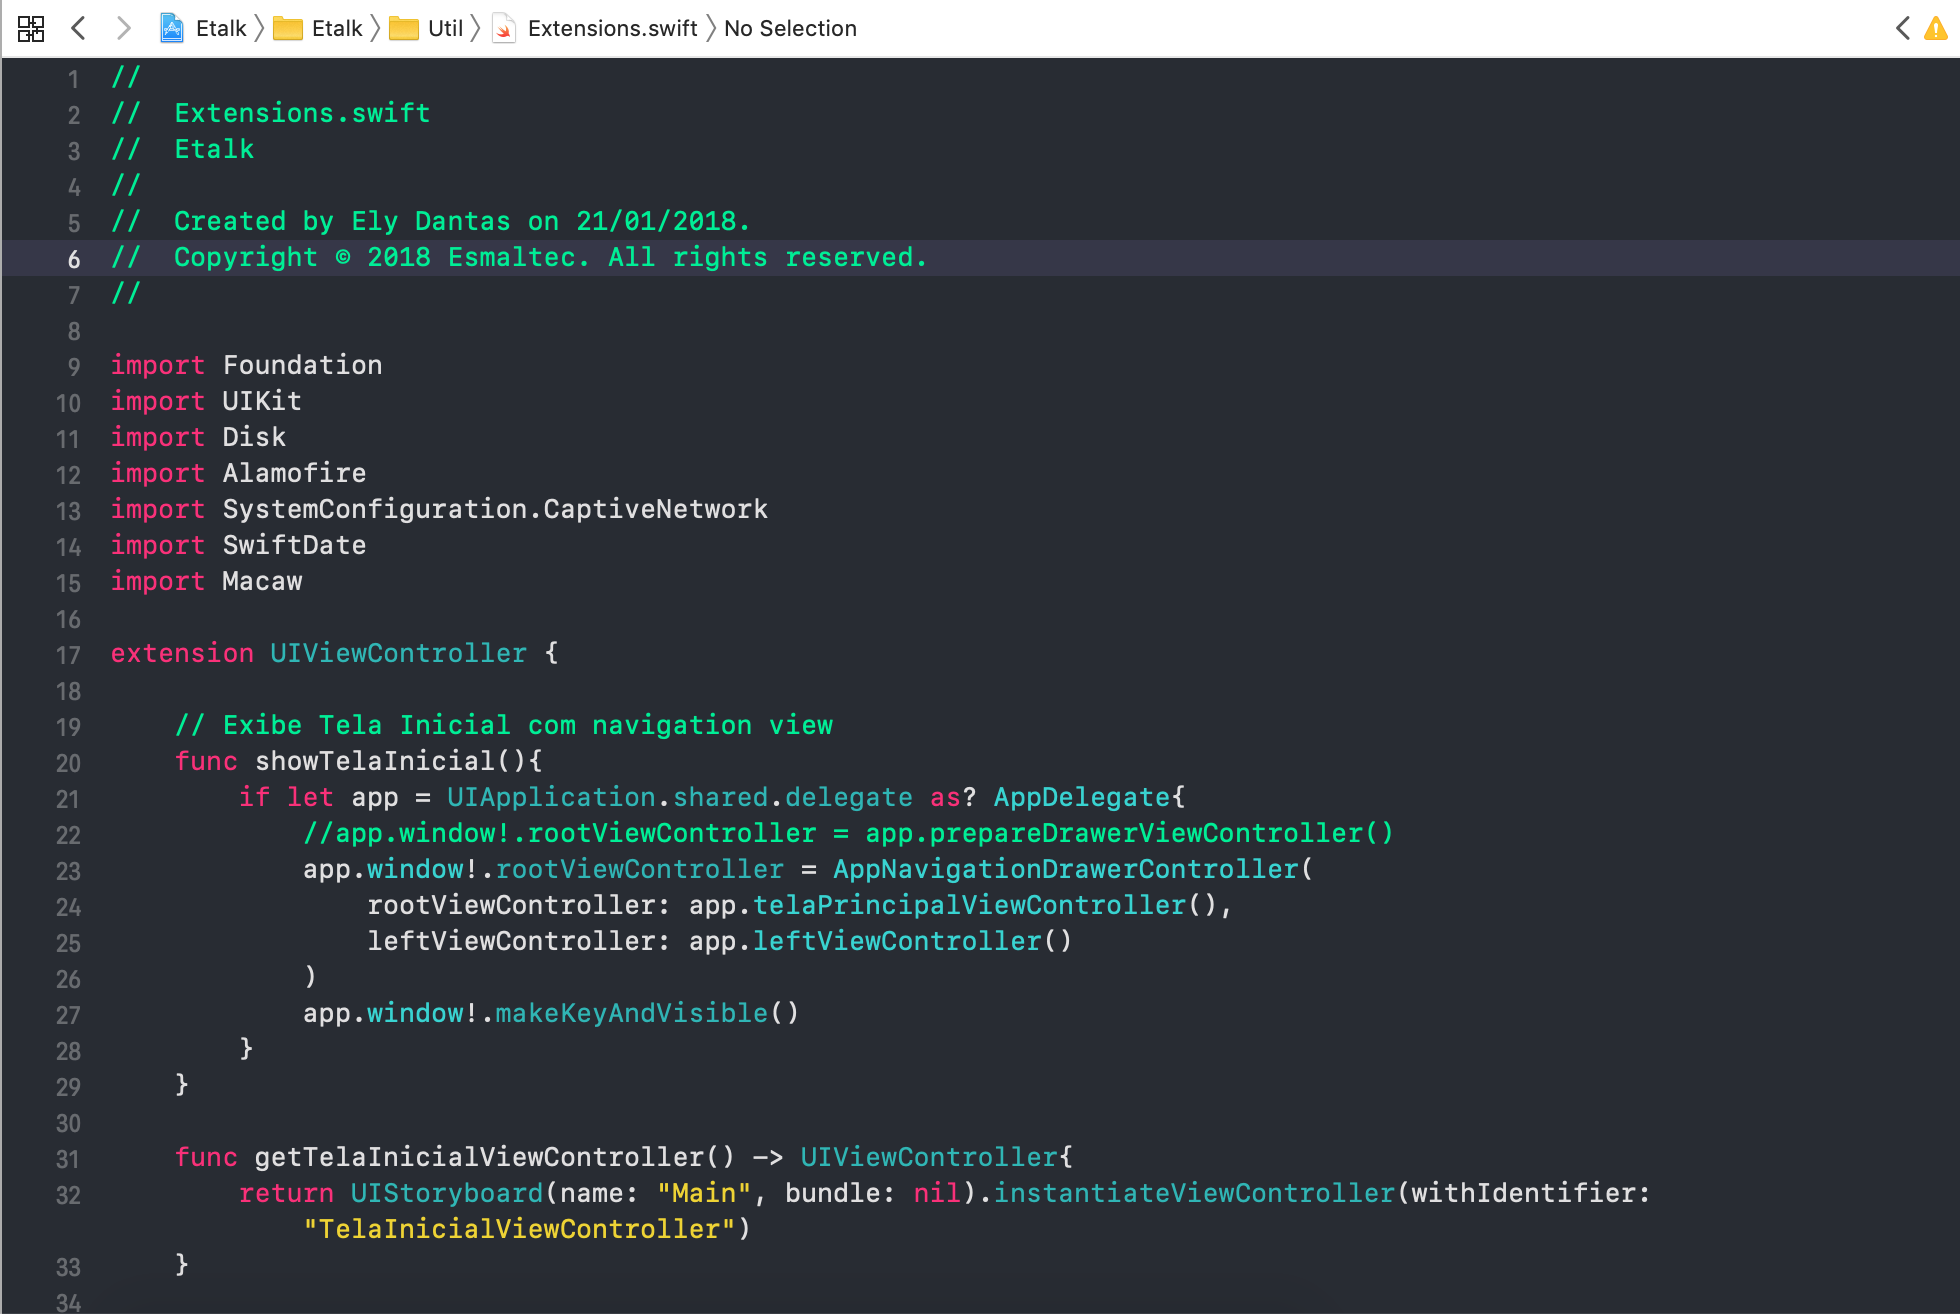 Etalk Etalk Util Extensions.swift No Selection
1 //
2 //  Extensions.swift
3 //  Etalk
4 //
5 //  Created by Ely Dantas on 21/01/2018.
6 //  Copyright © 2018 Esmaltec. All rights reserved.
7 //
8
9 import Foundation
10 import UIKit
11 import Disk
12 import Alamofire
13 import SystemConfiguration.CaptiveNetwork
14 import SwiftDate
15 import Macaw
16
17 extension UIViewController {
18
19     // Exibe Tela Inicial com navigation view
20     func showTelaInicial(){
21         if let app = UIApplication.shared.delegate as? AppDelegate{
22             //app.window!.rootViewController = app.prepareDrawerViewController()
23             app.window!.rootViewController = AppNavigationDrawerController(
24                 rootViewController: app.telaPrincipalViewController(),
25                 leftViewController: app.leftViewController()
26             )
27             app.window!.makeKeyAndVisible()
28         }
29     }
30
31     func getTelaInicialViewController() -> UIViewController{
32         return UIStoryboard(name: "Main", bundle: nil).instantiateViewController(withIdentifier:
            "TelaInicialViewController")
33     }
34